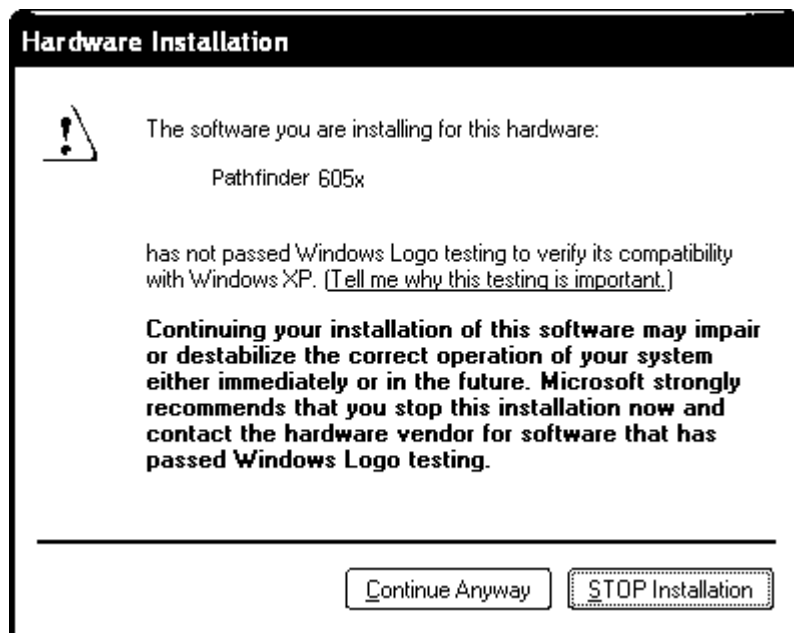 Hardware Installation
The software you are installing for this hardware:
Pathfinder 605x
has not passed Windows Logo testing to verify its compatibility
with Windows XP. (Tell me why this testing is important.)
Continuing your installation of this software may impair
or destabilize the correct operation of your system
either immediately or in the future. Microsoft strongly
recommends that you stop this installation now and
contact the hardware vendor for software that has
passed Windows Logo testing.
Continue Anyway
STOP Installation